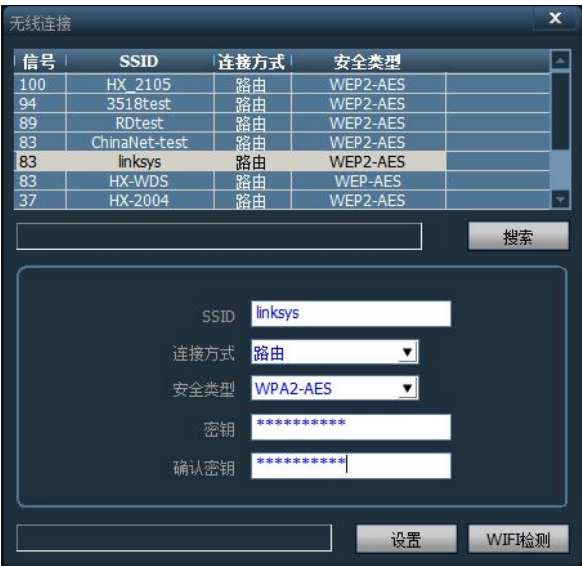 无线连接 x
信号 SSID 连接方式 安全类型
100 HX_2105 路由 WEP2-AES
94 3518test 路由 WEP2-AES
89 RDtest 路由 WEP2-AES
83 ChinaNet-test 路由 WEP2-AES
83 linksys 路由 WEP2-AES
83 HX-WDS 路由 WEP-AES
37 HX-2004 路由 WEP2-AES
搜索
SSID linksys
连接方式 路由
安全类型 WPA2-AES
密钥 **********
确认密钥 **********
设置 WIFI检测